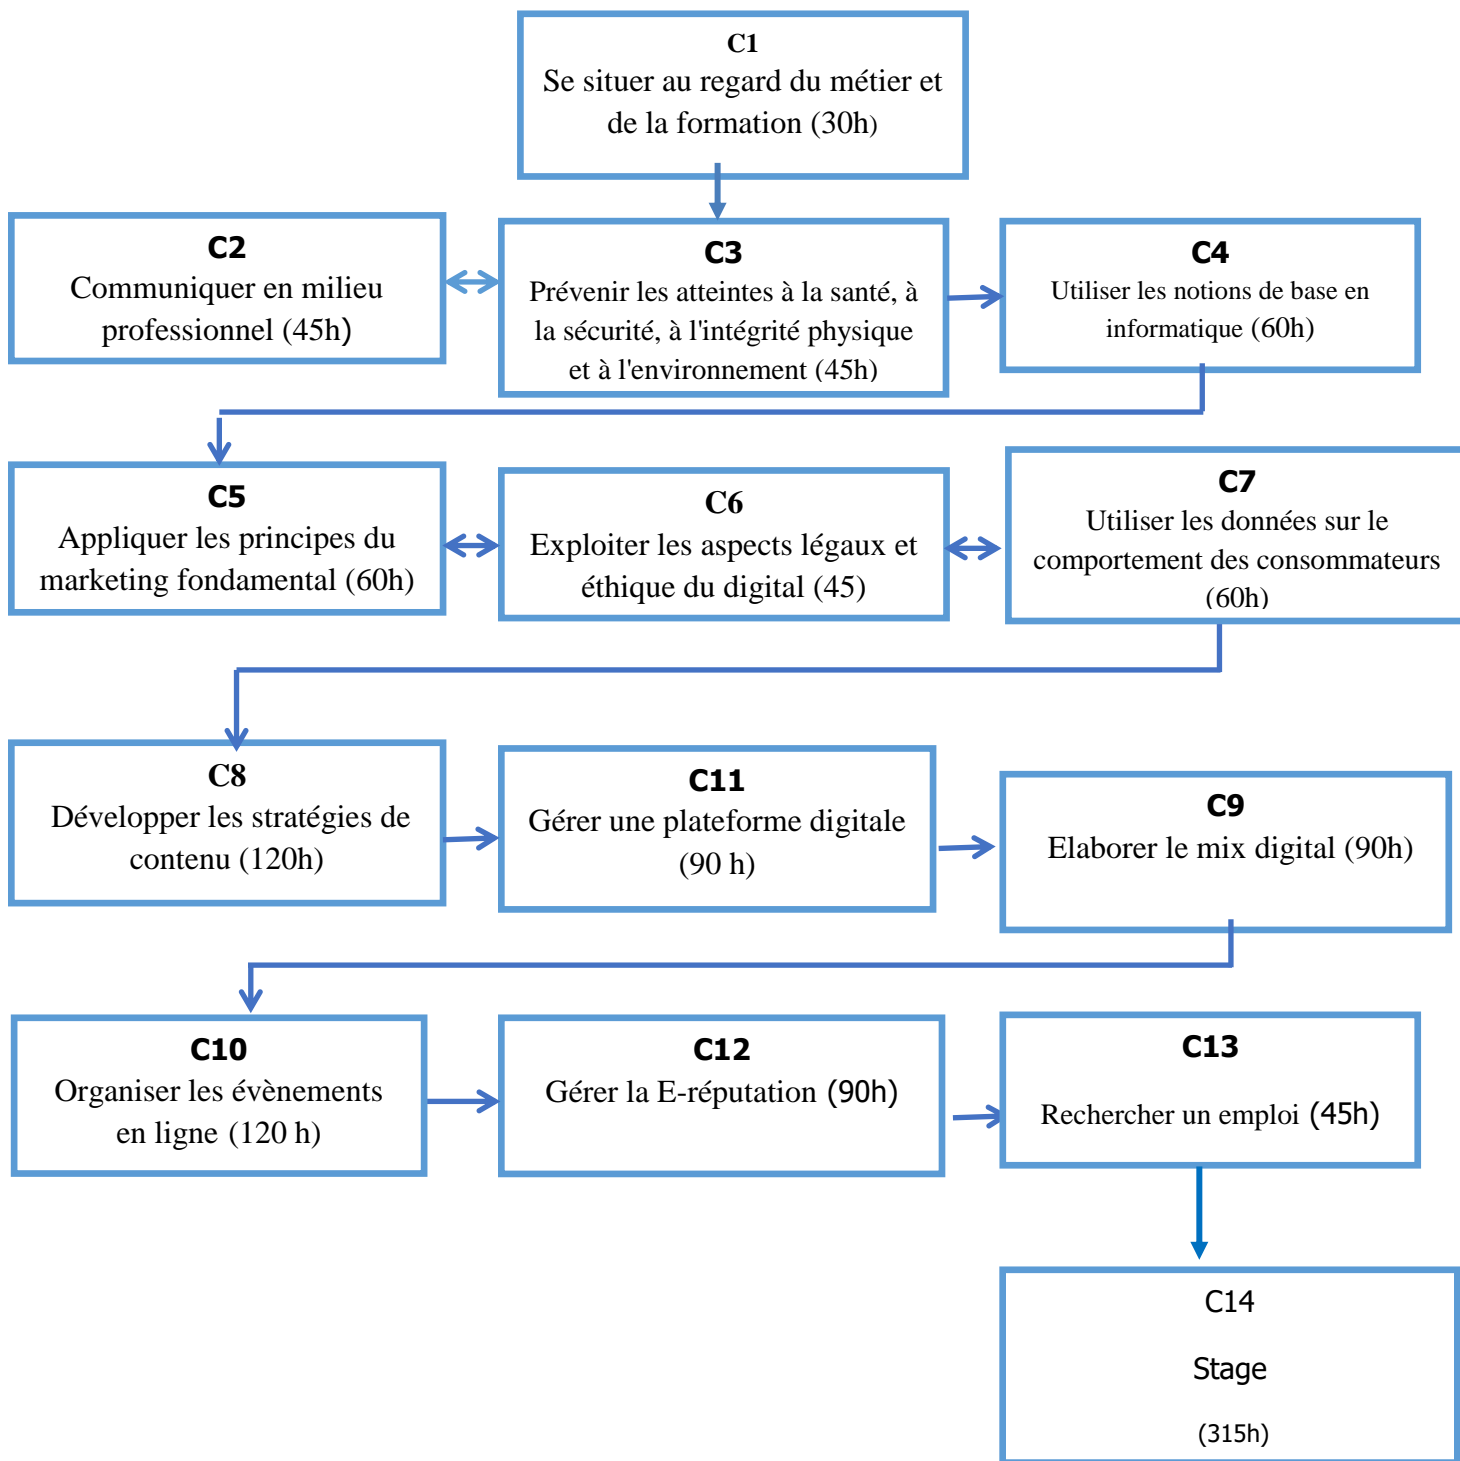 C1
Se situer au regard du métier et
de la formation (30h)
C2
Communiquer en milieu
professionnel (45h)
C3
Prévenir les atteintes à la santé, à
la sécurité, à l'intégrité physique
et à l'environnement (45h)
C4
Utiliser les notions de base en
informatique (60h)
C5
Appliquer les principes du
marketing fondamental (60h)
C6
Exploiter les aspects légaux et
éthique du digital (45)
C7
Utiliser les données sur le
comportement des consommateurs
(60h)
C8
Développer les stratégies de
contenu (120h)
C11
Gérer une plateforme digitale
(90 h)
C9
Elaborer le mix digital (90h)
C10
Organiser les évènements
en ligne (120 h)
C12
Gérer la E-réputation (90h)
C13
Rechercher un emploi (45h)
C14
Stage
(315h)